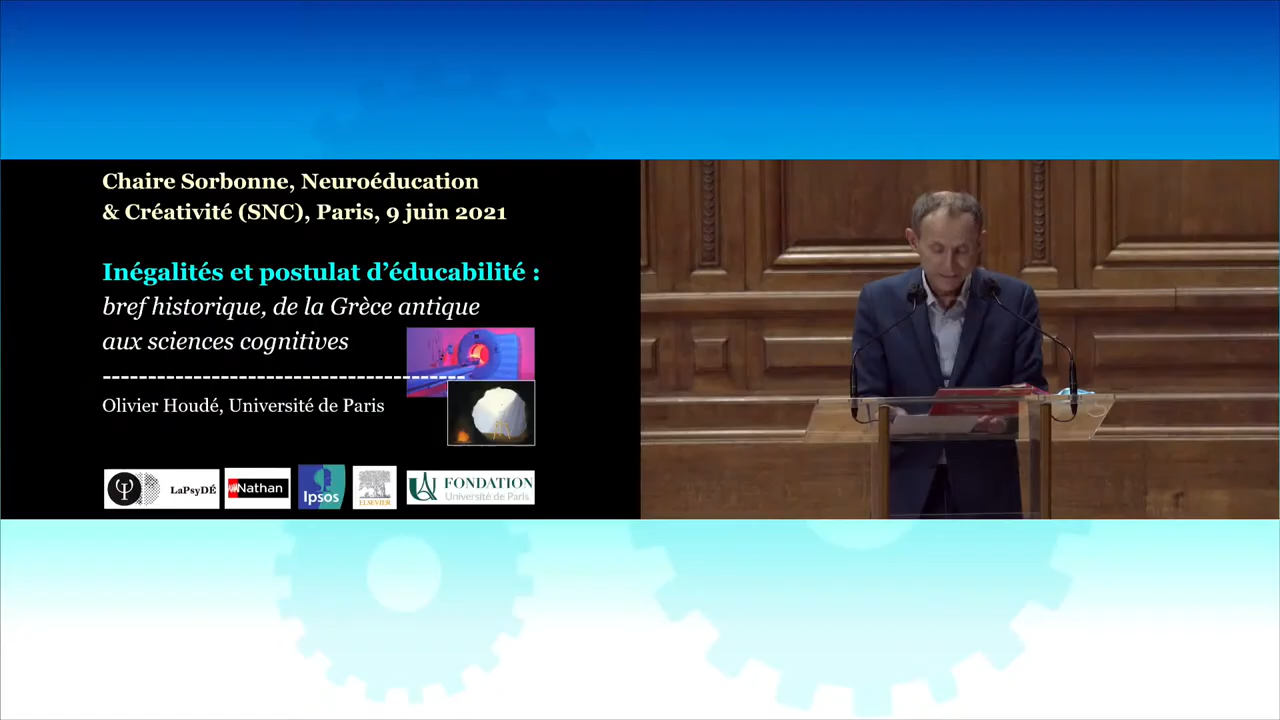 Chaire Sorbonne, Neuroéducation
& Créativité (SNC), Paris, 9 juin 2021
Inégalités et postulat d'éducabilité :
bref historique, de la Grèce antique
aux sciences cognitives
Olivier Houdé, Université de Paris
LaPsyDÉ
Nathan
Ipsos
ELSEVIER
FONDATION
Université de Paris